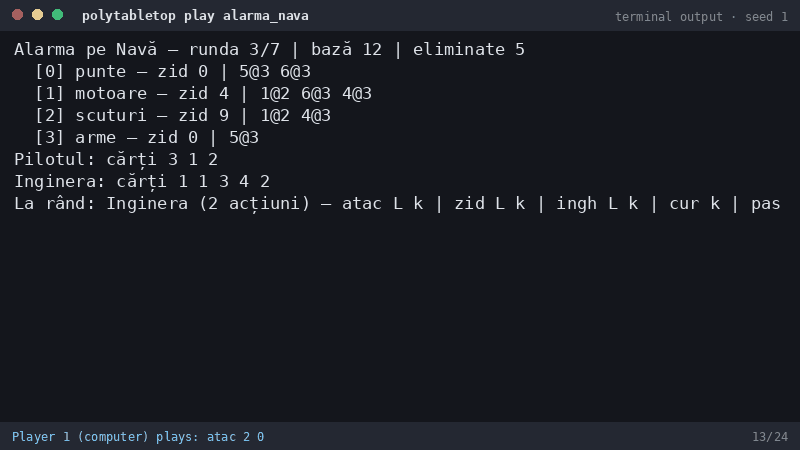 polytabletop play alarma_nava
terminal output · seed 1
Alarma pe Navă — runda 3/7 | bază 12 | eliminate 5
[0] punte — zid 0 | 5@3 6@3
[1] motoare — zid 4 | 1@2 6@3 4@3
[2] scuturi — zid 9 | 1@2 4@3
[3] arme — zid 0 | 5@3
Pilotul: cărți 3 1 2
Inginera: cărți 1 1 3 4 2
La rând: Inginera (2 acțiuni) — atac L k | zid L k | ingh L k | cur k | pas
Player 1 (computer) plays: atac 2 0
13/24